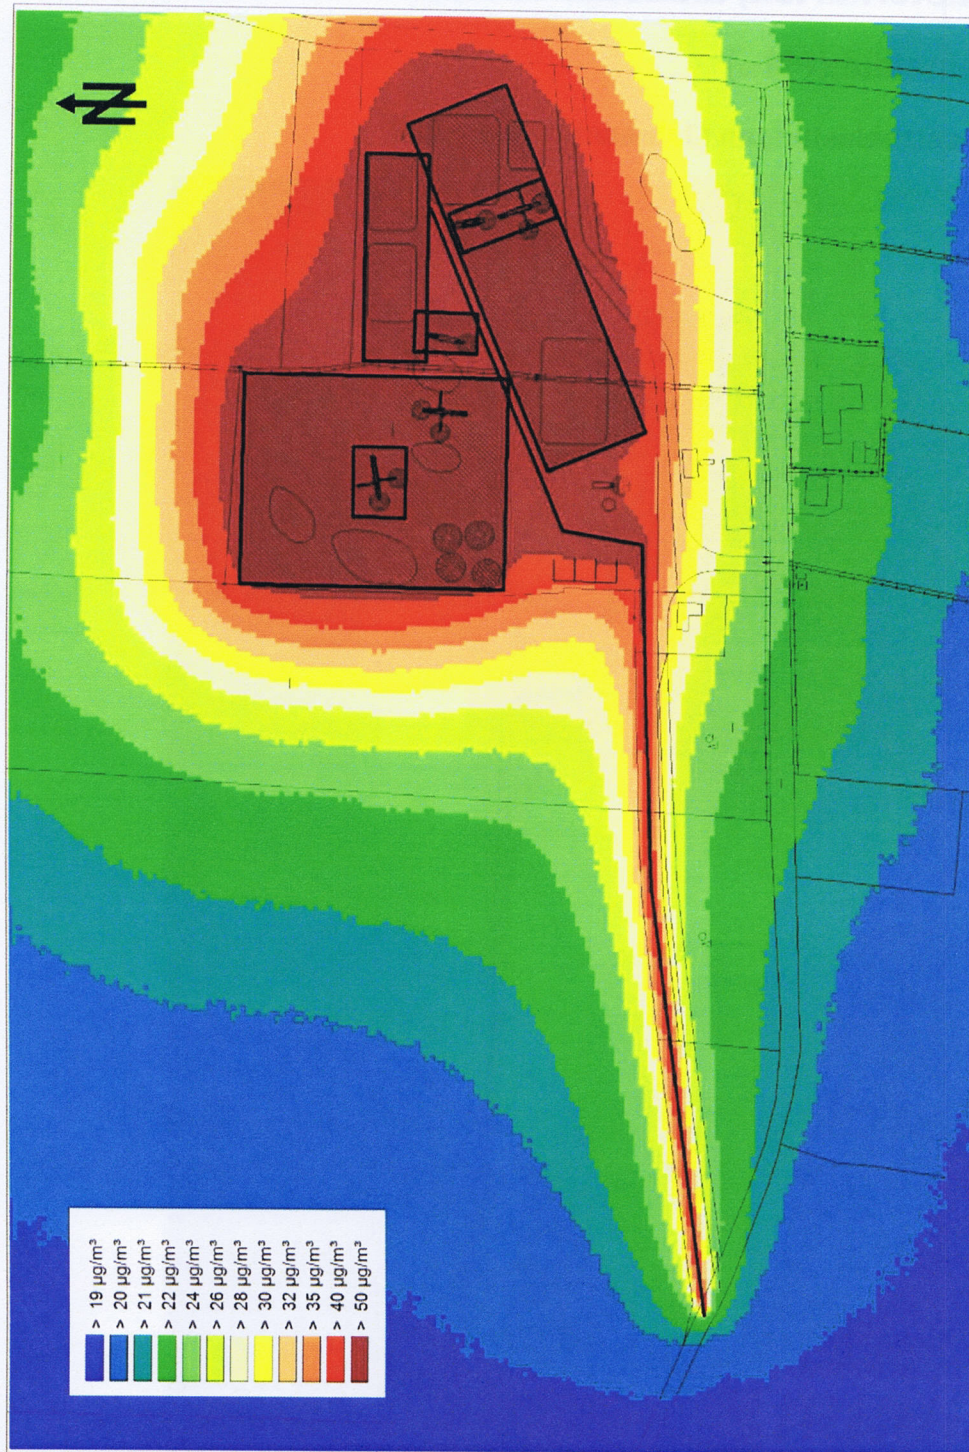 N
> 19 µg/m³
> 20 µg/m³
> 21 µg/m³
> 22 µg/m³
> 24 µg/m³
> 26 µg/m³
> 28 µg/m³
> 30 µg/m³
> 32 µg/m³
> 35 µg/m³
> 40 µg/m³
> 50 µg/m³